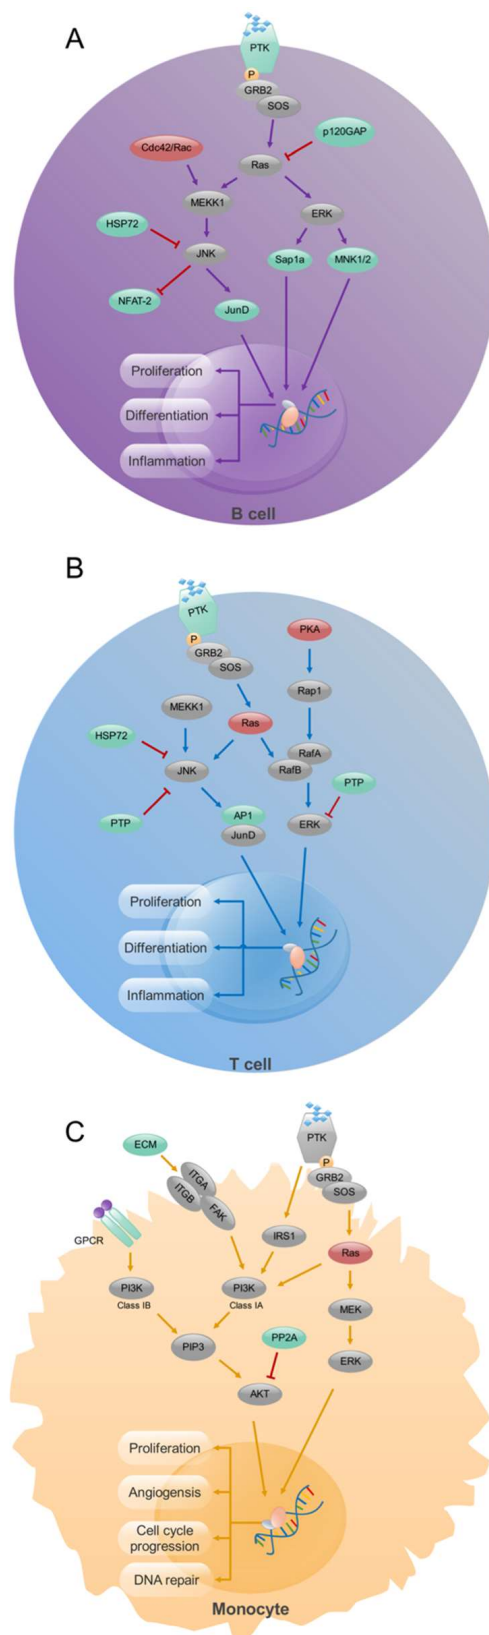 A
PTK
P
GRB2
SOS
p120GAP
Cdc42/Rac
Ras
MEKK1
ERK
HSP72
JNK
Sap1a
MNK1/2
NFAT-2
JunD
Proliferation
Differentiation
Inflammation
B cell
B
PTK
P
GRB2
SOS
PKA
Rap1
MEKK1
Ras
HSP72
RafA
RafB
JNK
PTP
PTP
AP1
JunD
ERK
Proliferation
Differentiation
Inflammation
T cell
C
PTK
ECM
P
ITGA
ITGB
GRB2
SOS
FAK
GPCR
IRS1
Ras
PI3K
Class IB
PI3K
Class IA
MEK
PP2A
PIP3
ERK
AKT
Proliferation
Angiogensis
Cell cycle
progression
DNA repair
Monocyte